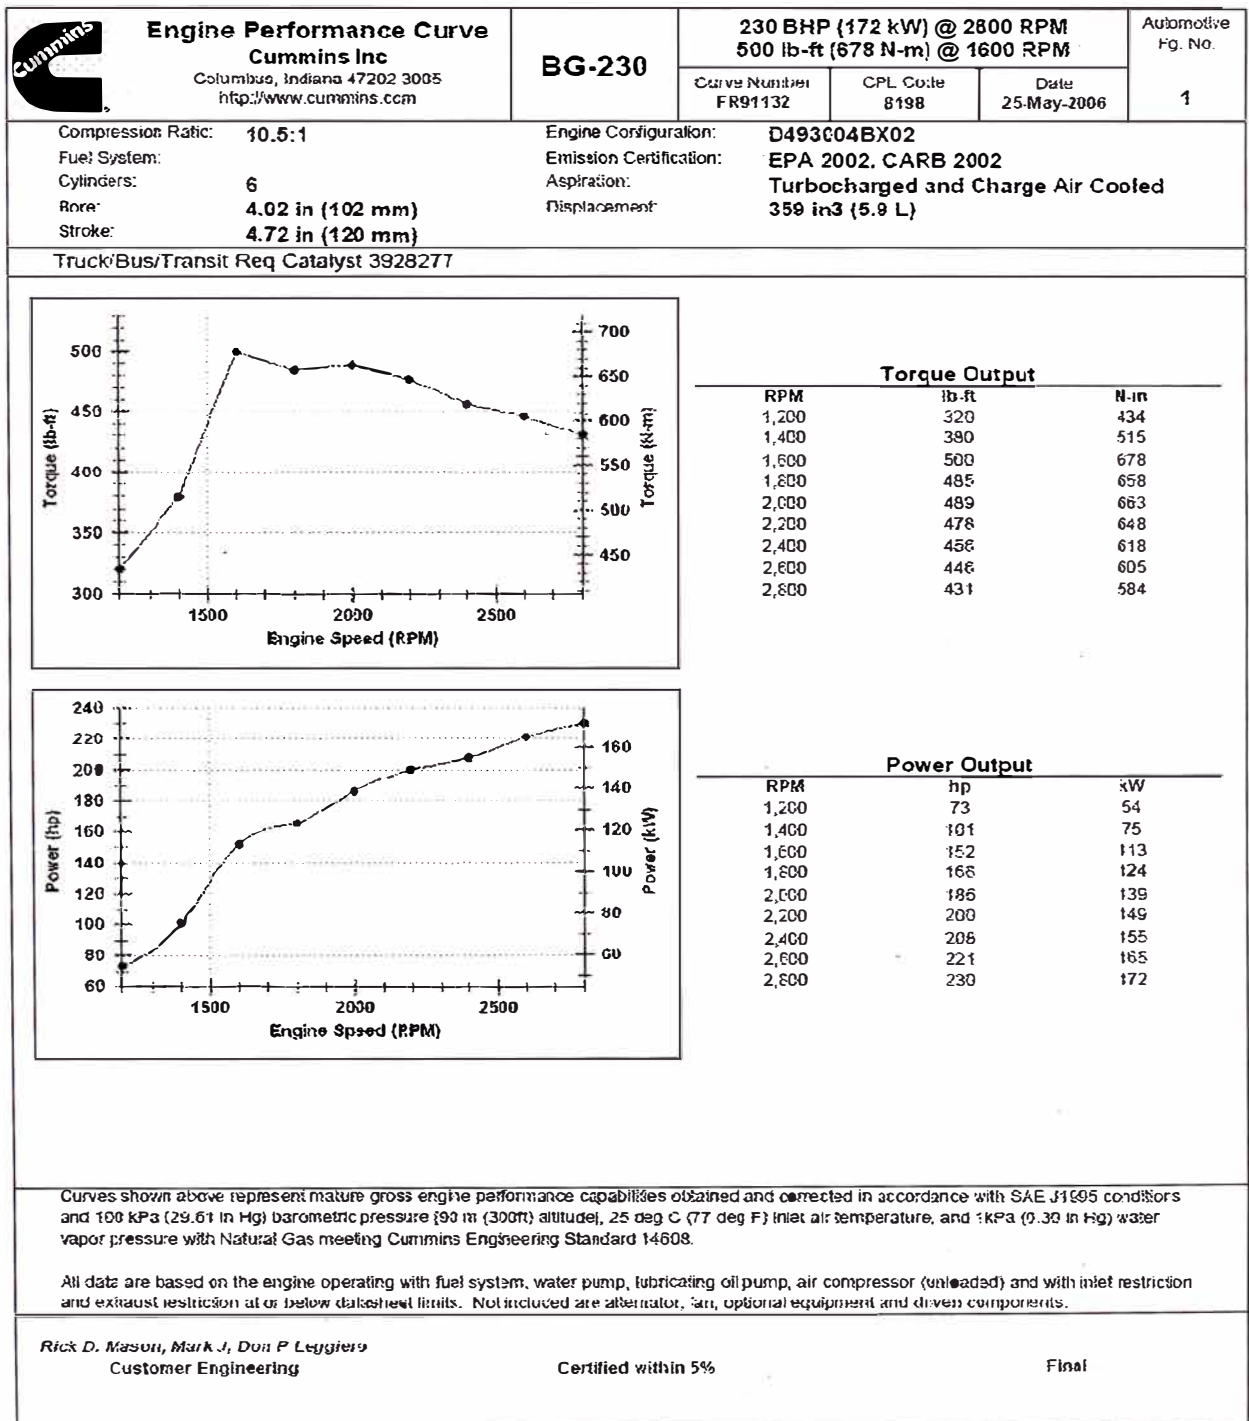 Cummins
Engine Performance Curve
Cummins Inc
Columbus, Indiana 47202 3005
http://www.cummins.com
BG-230
230 BHP (172 kW) @ 2800 RPM
500 lb-ft (678 N-m) @ 1600 RPM
Curve Number
FR91132
CPL Code
8198
Date
25-May-2006
Automotive
Pg. No.
1
Compression Ratio: 10.5:1
Fuel System:
Cylinders: 6
Bore: 4.02 in (102 mm)
Stroke: 4.72 in (120 mm)
Engine Configuration: D493004BX02
Emission Certification: EPA 2002, CARB 2002
Aspiration: Turbocharged and Charge Air Cooled
Displacement: 359 in3 (5.9 L)
Truck/Bus/Transit Req Catalyst 3928277
Torque (lb-ft)
500
450
400
350
300
700
650
600
550
500
450
Torque (N-m)
1500 2000 2500
Engine Speed (RPM)
Torque Output
RPM lb-ft N-m
1,200 320 434
1,400 380 515
1,600 500 678
1,800 485 658
2,000 489 663
2,200 478 648
2,400 456 618
2,600 446 605
2,800 431 584
Power (hp)
240
220
200
180
160
140
120
100
80
60
160
140
120
100
80
60
Power (kW)
1500 2000 2500
Engine Speed (RPM)
Power Output
RPM hp kW
1,200 73 54
1,400 101 75
1,600 152 113
1,800 166 124
2,000 186 139
2,200 200 149
2,400 208 155
2,600 221 165
2,800 230 172
Curves shown above represent mature gross engine performance capabilities obtained and corrected in accordance with SAE J1995 conditions
and 100 kPa (29.61 in Hg) barometric pressure [90 m (300ft) altitude], 25 deg C (77 deg F) inlet air temperature, and 1kPa (0.30 in Hg) water
vapor pressure with Natural Gas meeting Cummins Engineering Standard 14608.
All data are based on the engine operating with fuel system, water pump, lubricating oil pump, air compressor (unloaded) and with inlet restriction
and exhaust restriction at or below datasheet limits. Not included are alternator, fan, optional equipment and driven components.
Rick D. Mason, Mark J, Don P Leggiero
Customer Engineering
Certified within 5%
Final